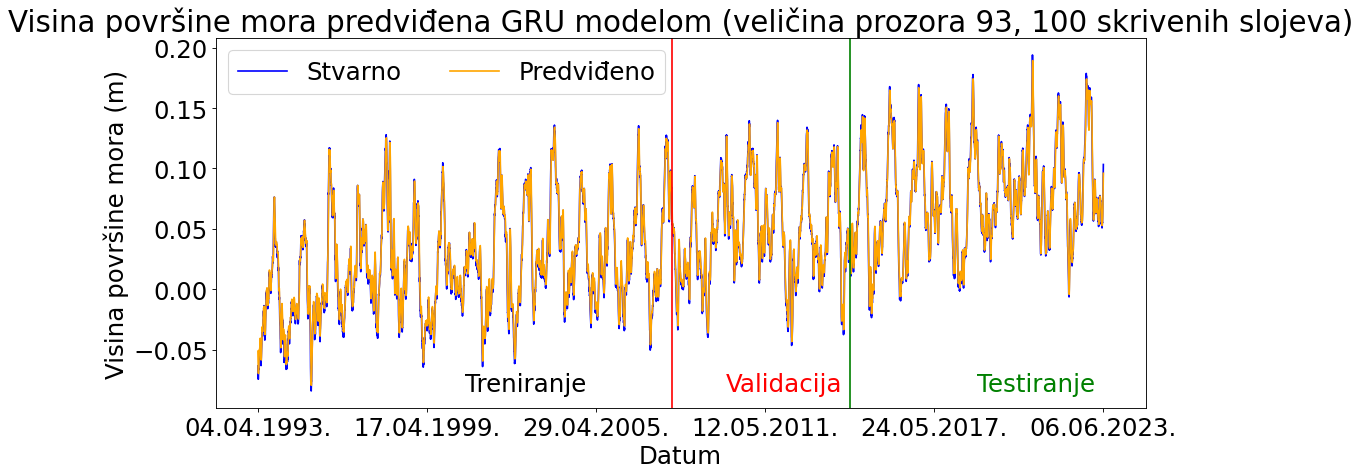 Visina površine mora predviđena GRU modelom (veličina prozora 93, 100 skrivenih slojeva)
Stvarno
Predviđeno
Visina površine mora (m)
0.20
0.15
0.10
0.05
0.00
−0.05
Treniranje
Validacija
Testiranje
04.04.1993.
17.04.1999.
29.04.2005.
12.05.2011.
24.05.2017.
06.06.2023.
Datum